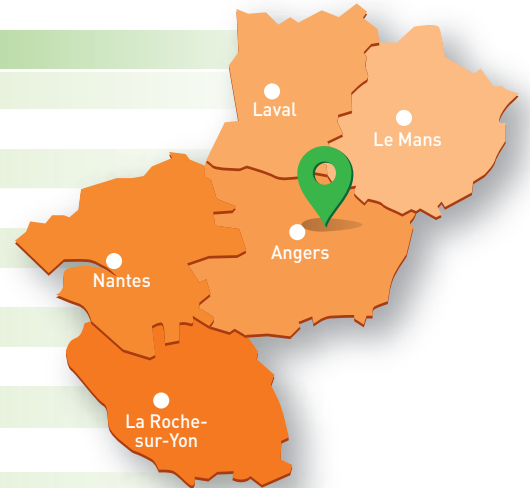 Laval
Le Mans
Angers
Nantes
La Roche-
sur-Yon